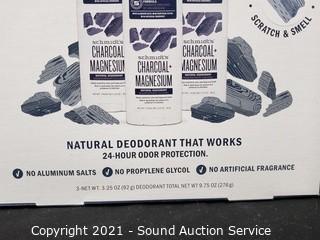 SCRATCH & SMELL
schmidt's
CHARCOAL+
MAGNESIUM
NATURAL DEODORANT
schmidt's
CHARCOAL+
MAGNESIUM
schmidt's
CHARCOAL+
MAGNESIUM
NATURAL DEODORANT THAT WORKS
24-HOUR ODOR PROTECTION.
NO ALUMINUM SALTS NO PROPYLENE GLYCOL NO ARTIFICIAL FRAGRANCE
3-NET WT. 3.25 OZ (92 g) DEODORANT TOTAL NET WT 9.75 OZ (276g)
Copyright 2021 - Sound Auction Service